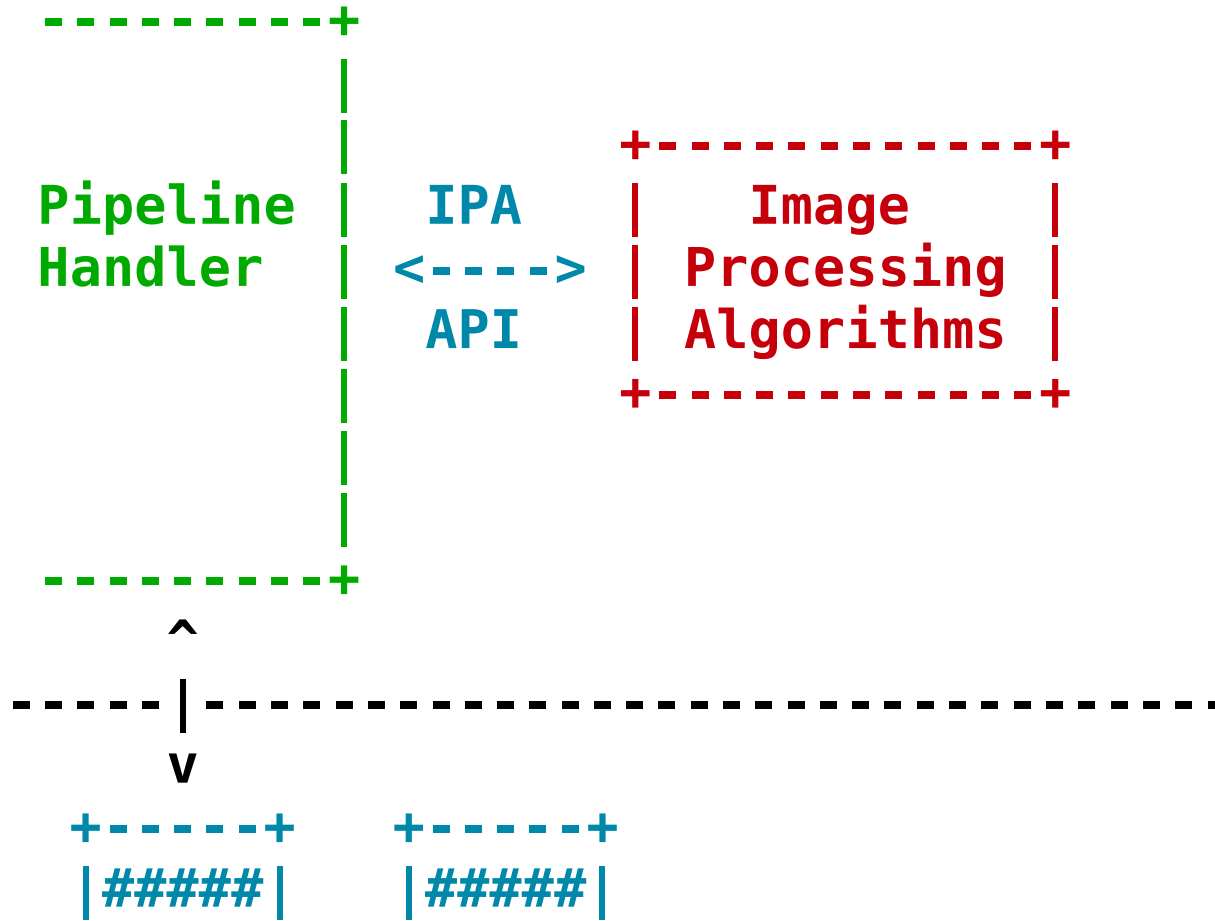 ---------+
|
| +------------+
Pipeline | IPA | Image |
Handler | <----> | Processing |
| API | Algorithms |
| +------------+
|
|
---------+
^
-----|--------------------------------
v
+-----+ +-----+
|#####| |#####|